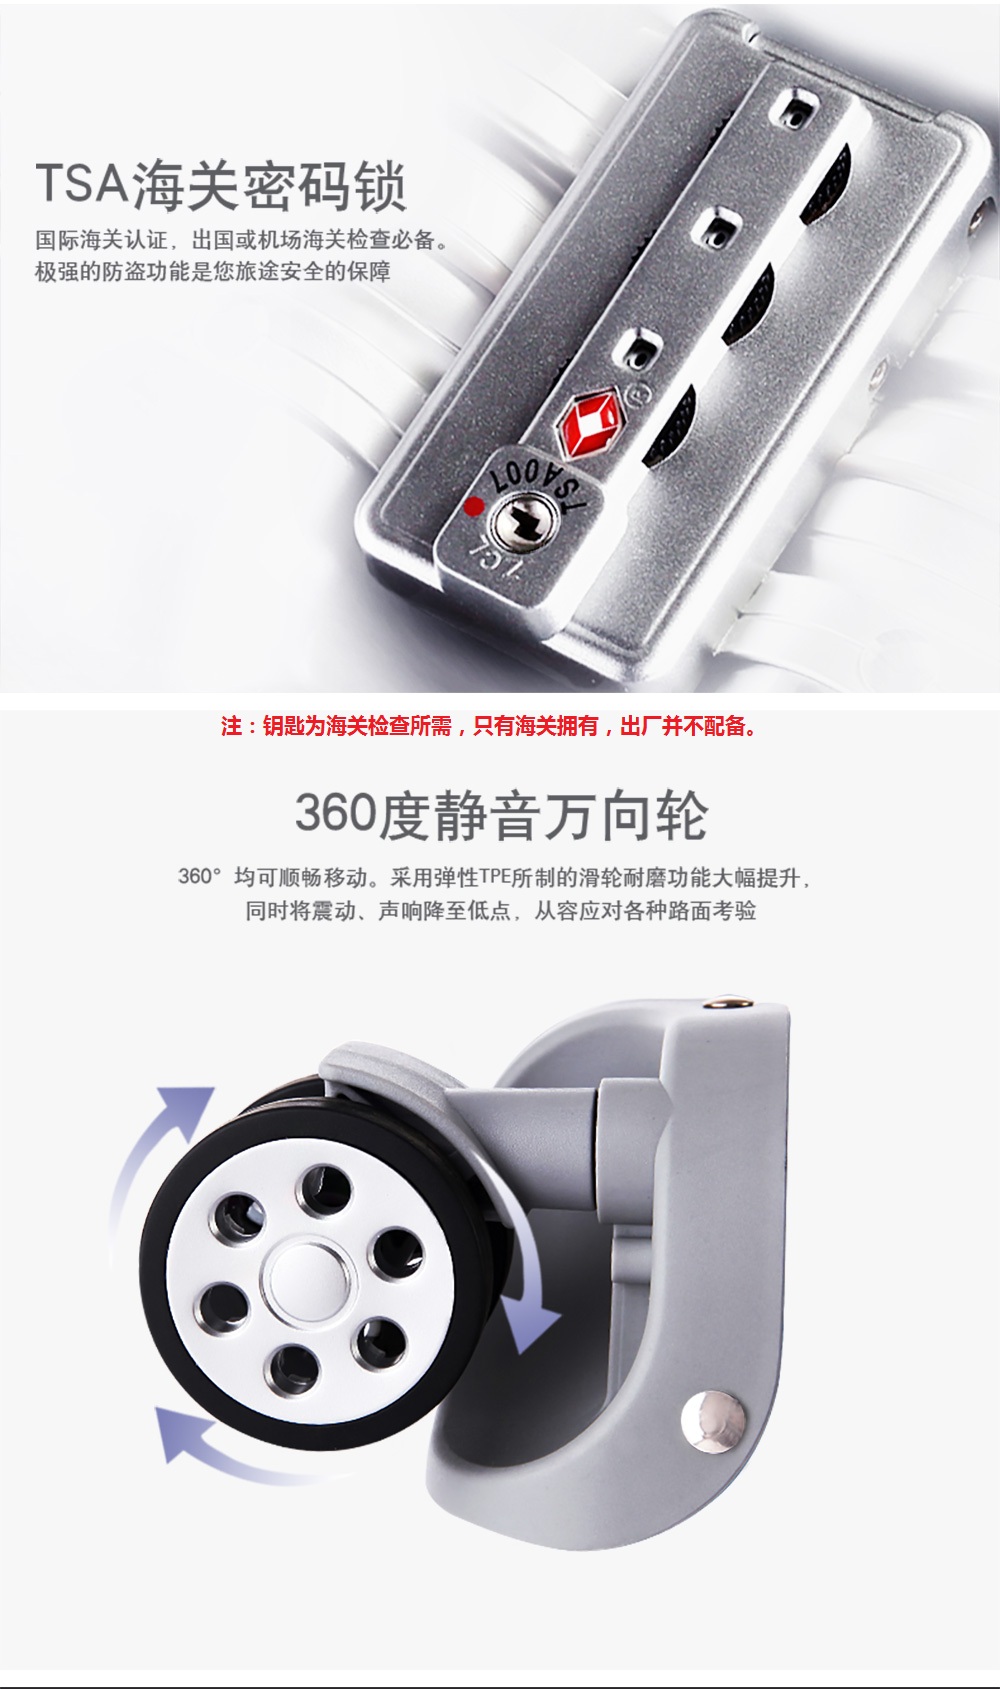 TSA海关密码锁
国际海关认证，出国或机场海关检查必备。
极强的防盗功能是您旅途安全的保障
®
TSA007
TCL
注：钥匙为海关检查所需，只有海关拥有，出厂并不配备。
360度静音万向轮
360°均可顺畅移动。采用弹性TPE所制的滑轮耐磨功能大幅提升，
同时将震动、声响降至低点，从容应对各种路面考验